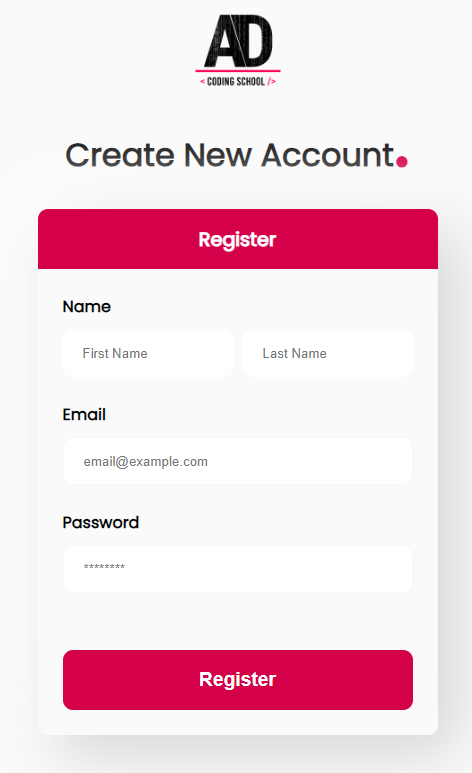 AD
< CODING SCHOOL />
Create New Account.
Register
Name
First Name
Last Name
Email
email@example.com
Password
********
Register